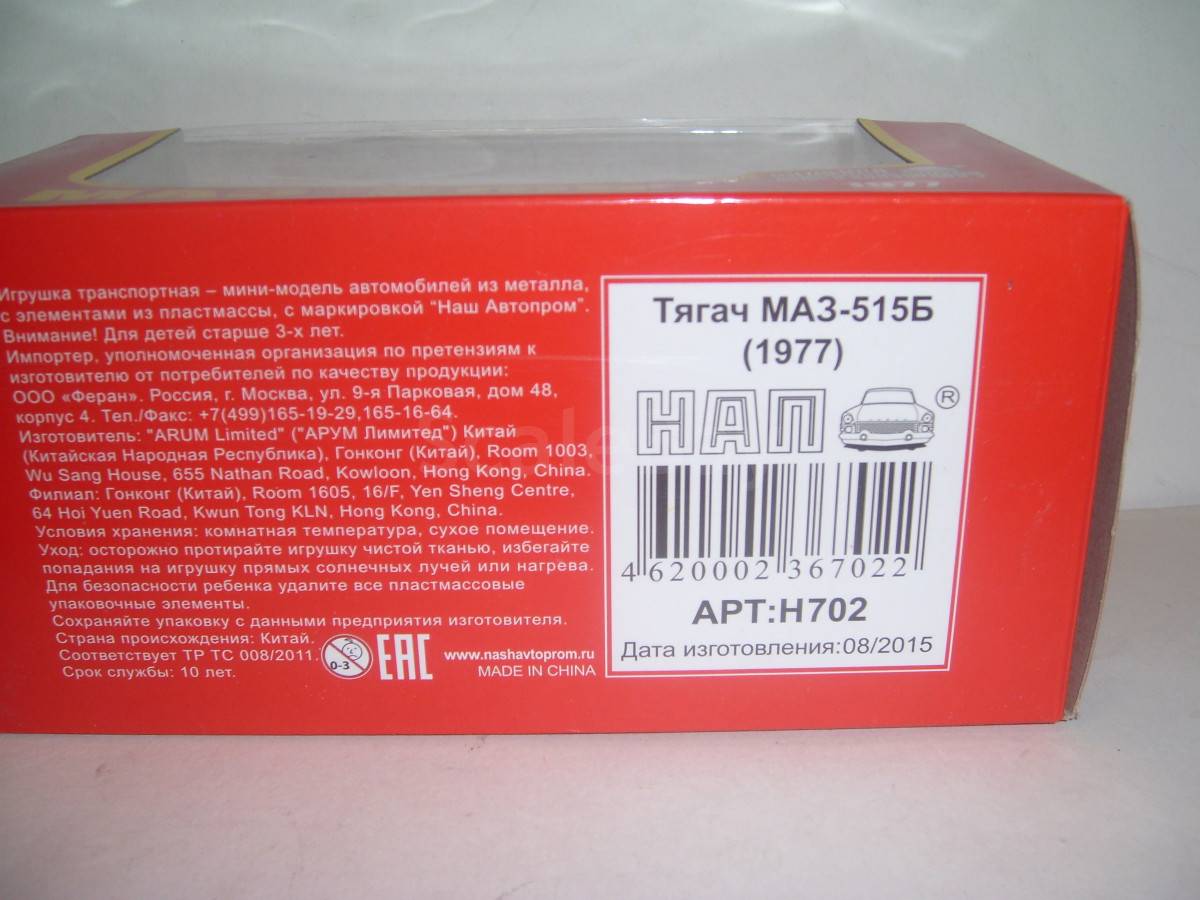 1977
Игрушка транспортная – мини-модель автомобилей из металла,
с элементами из пластмассы, с маркировкой "Наш Автопром".
Внимание! Для детей старше 3-х лет.
Импортер, уполномоченная организация по претензиям к
изготовителю от потребителей по качеству продукции:
ООО «Феран». Россия, г. Москва, ул. 9-я Парковая, дом 48,
корпус 4. Тел./Факс: +7(499)165-19-29,165-16-64.
Изготовитель: "ARUM Limited" ("АРУМ Лимитед") Китай
(Китайская Народная Республика), Гонконг (Китай), Room 1003,
Wu Sang House, 655 Nathan Road, Kowloon, Hong Kong, China.
Филиал: Гонконг (Китай), Room 1605, 16/F, Yen Sheng Centre,
64 Hoi Yuen Road, Kwun Tong KLN, Hong Kong, China.
Условия хранения: комнатная температура, сухое помещение.
Уход: осторожно протирайте игрушку чистой тканью, избегайте
попадания на игрушку прямых солнечных лучей или нагрева.
Для безопасности ребенка удалите все пластмассовые
упаковочные элементы.
Сохраняйте упаковку с данными предприятия изготовителя.
Страна происхождения: Китай.
Соответствует ТР ТС 008/2011.
Срок службы: 10 лет.
0-3
EAC
www.nashavtoprom.ru
MADE IN CHINA
Тягач МАЗ-515Б
(1977)
НАП ®
4 620002 367022
АРТ:Н702
Дата изготовления:08/2015